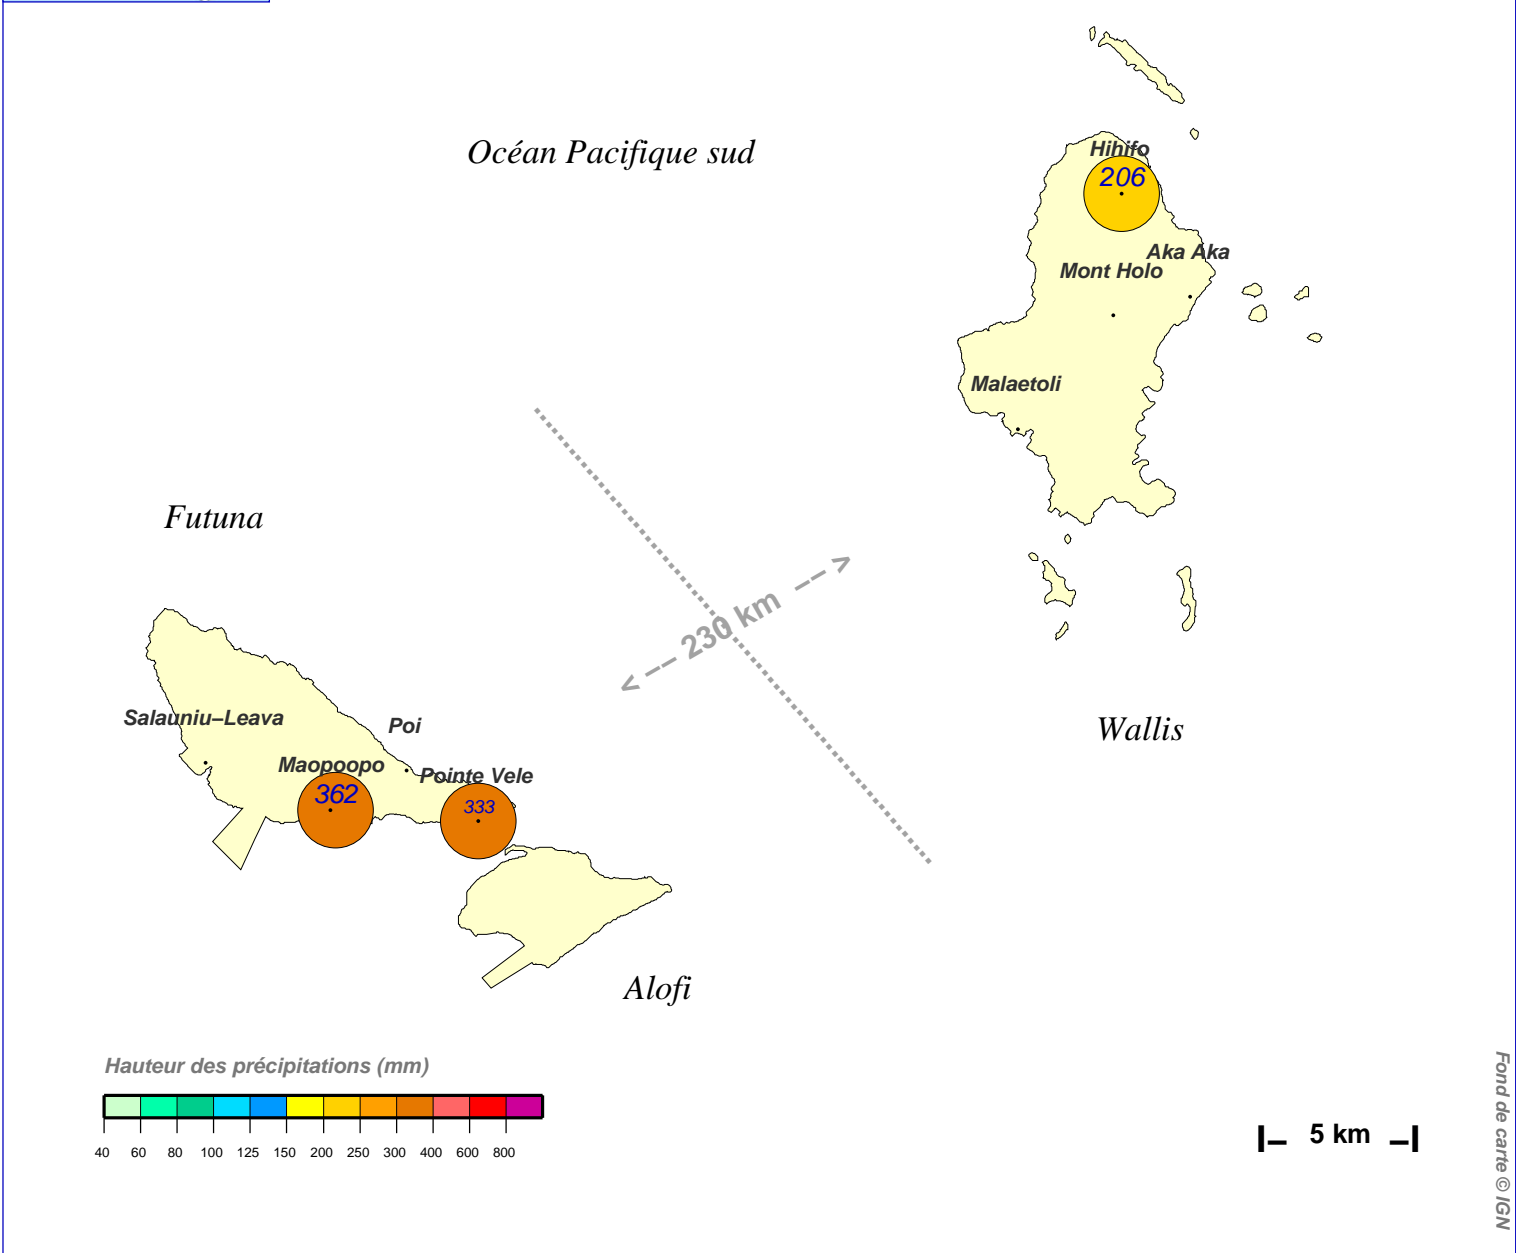 Océan Pacifique sud
Hihifo
206
Aka Aka
Mont Holo
Malaetoli
Futuna
230 km
Salauniu–Leava
Poi
Wallis
Maopoopo
Pointe Vele
362
333
Alofi
Hauteur des précipitations (mm)
40 60 80 100 125 150 200 250 300 400 600 800
5 km
Fond de carte © IGN